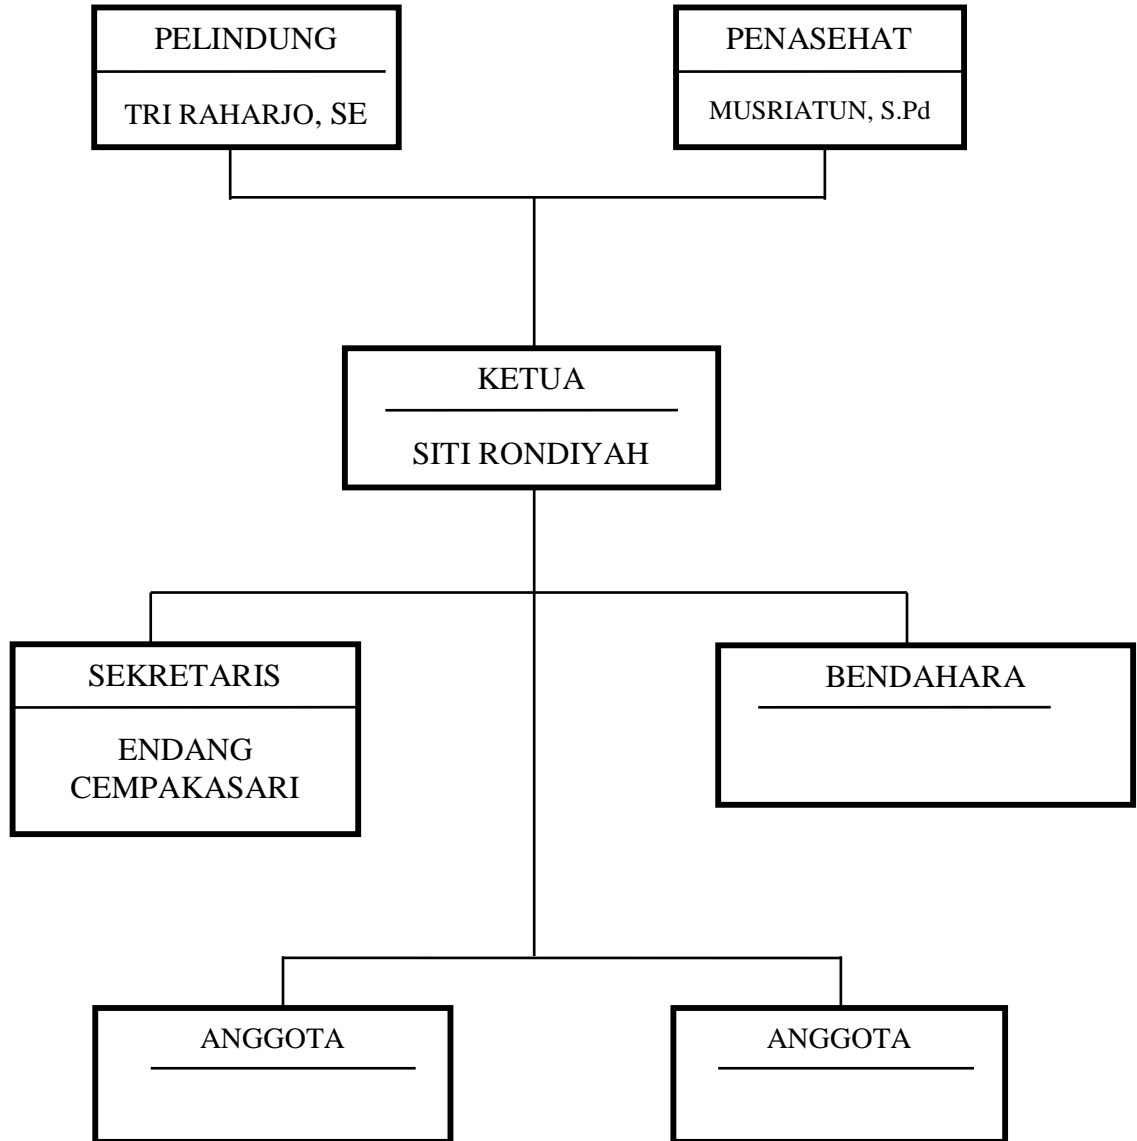 PELINDUNG
TRI RAHARJO, SE
PENASEHAT
MUSRIATUN, S.Pd
KETUA
SITI RONDIYAH
SEKRETARIS
ENDANG
CEMPAKASARI
BENDAHARA
ANGGOTA
ANGGOTA